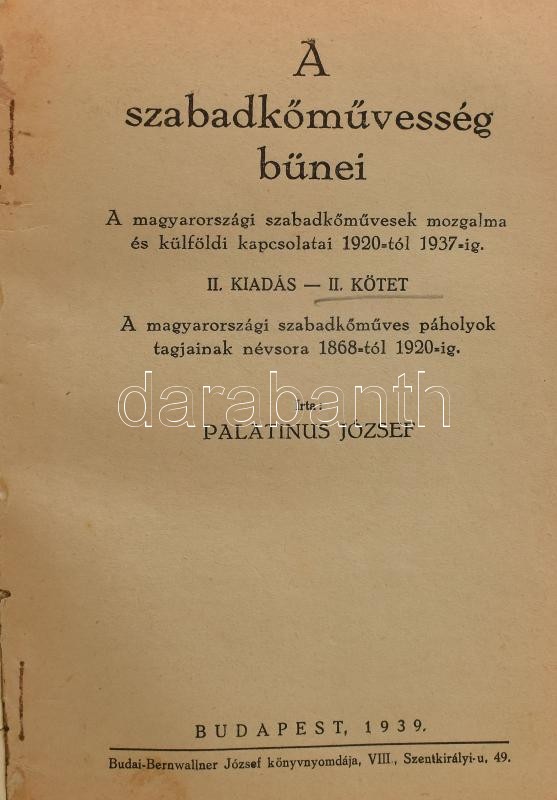 A
szabadkőművesség
bűnei
A magyarországi szabadkőművesek mozgalma
és külföldi kapcsolatai 1920=tól 1937=ig.
II. KIADÁS — II. KÖTET
A magyarországi szabadkőműves páholyok
tagjainak névsora 1868=tól 1920=ig.
darabanth
Írta:
PALATINUS JÓZSEF
BUDAPEST, 1939.
Budai-Bernwallner József könyvnyomdája, VIII., Szentkirályi-u. 49.